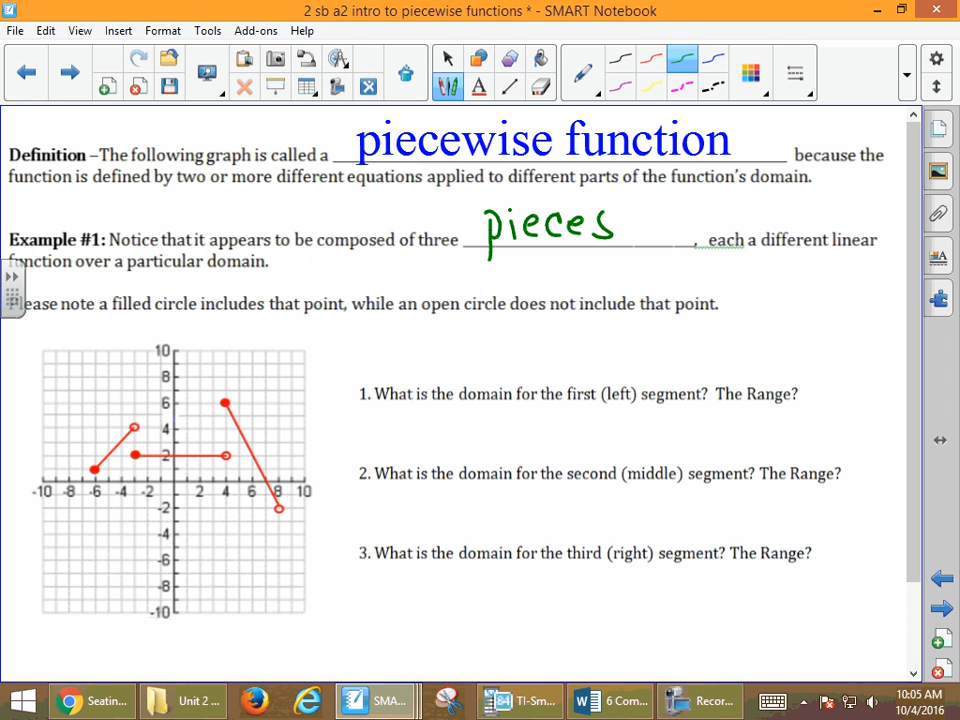 2 sb a2 intro to piecewise functions * - SMART Notebook
File Edit View Insert Format Tools Add-ons Help
Definition –The following graph is called a piecewise function because the
function is defined by two or more different equations applied to different parts of the function's domain.
Example #1: Notice that it appears to be composed of three pieces, each a different linear
function over a particular domain.
Please note a filled circle includes that point, while an open circle does not include that point.
10
8
6
4
2
-10 -8 -6 -4 -2 2 4 6 8 10
-2
-4
-6
-8
-10
1. What is the domain for the first (left) segment? The Range?
2. What is the domain for the second (middle) segment? The Range?
3. What is the domain for the third (right) segment? The Range?
Seatin... Unit 2 ... SMA... TI-Sm... 6 Com... Recor...
10:05 AM
10/4/2016